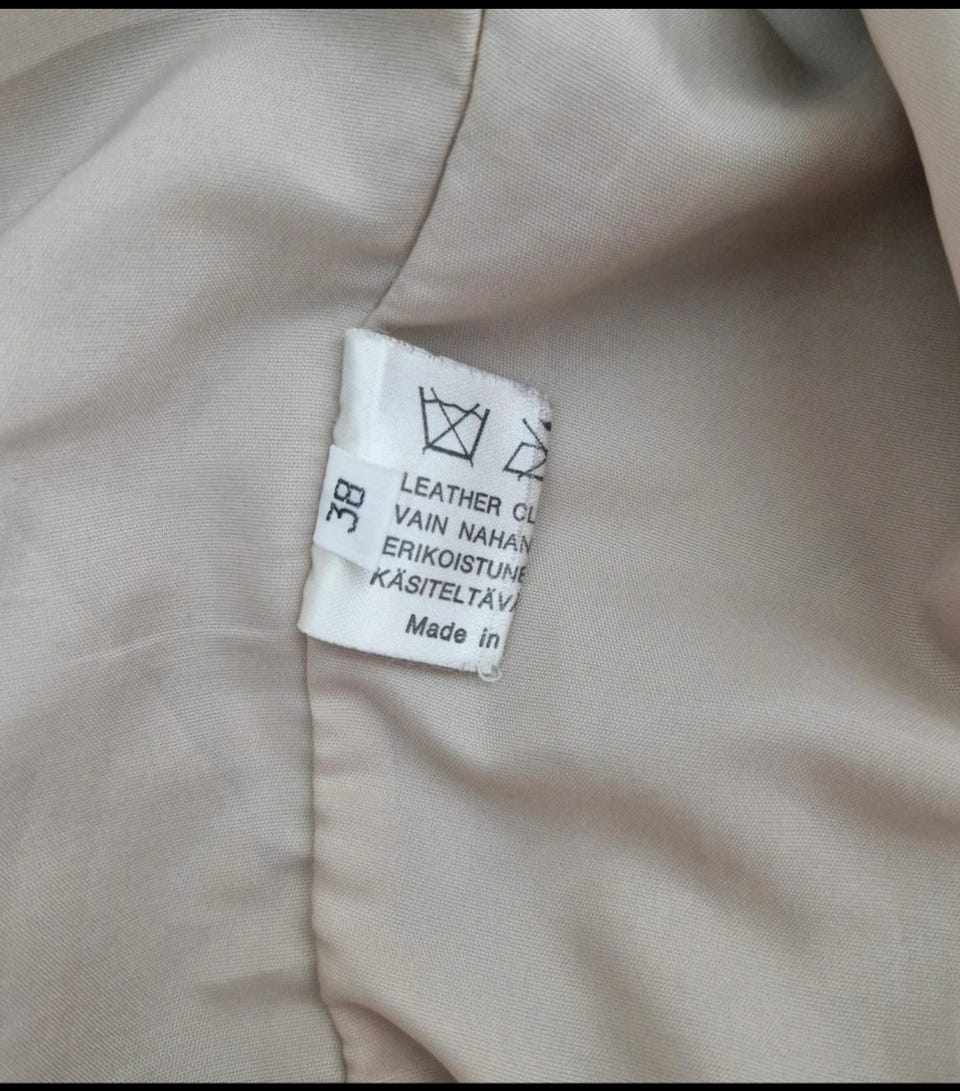 38
LEATHER CL
VAIN NAHAN
ERIKOISTUNE
KÄSITELTÄVÄ
Made in